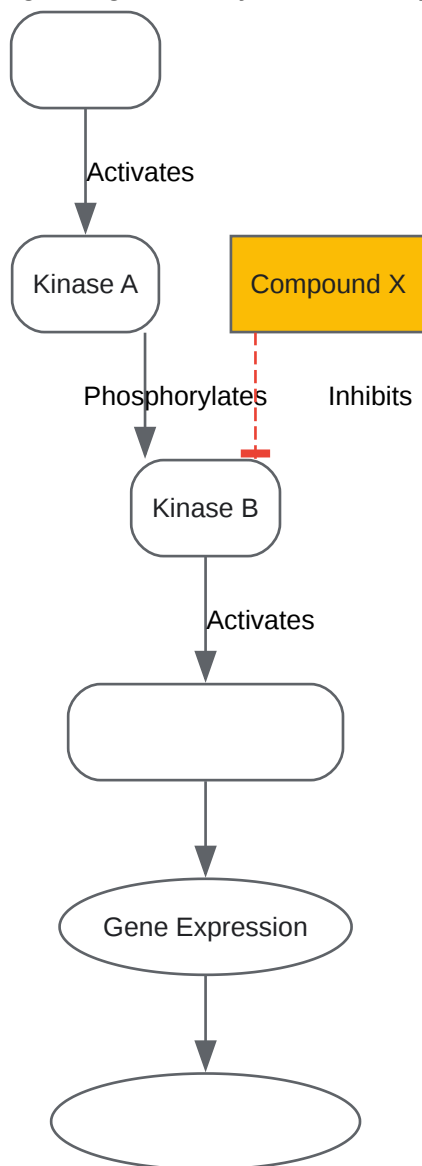 Activates
Kinase A
Compound X
Phosphorylates
Inhibits
Kinase B
Activates
Gene Expression